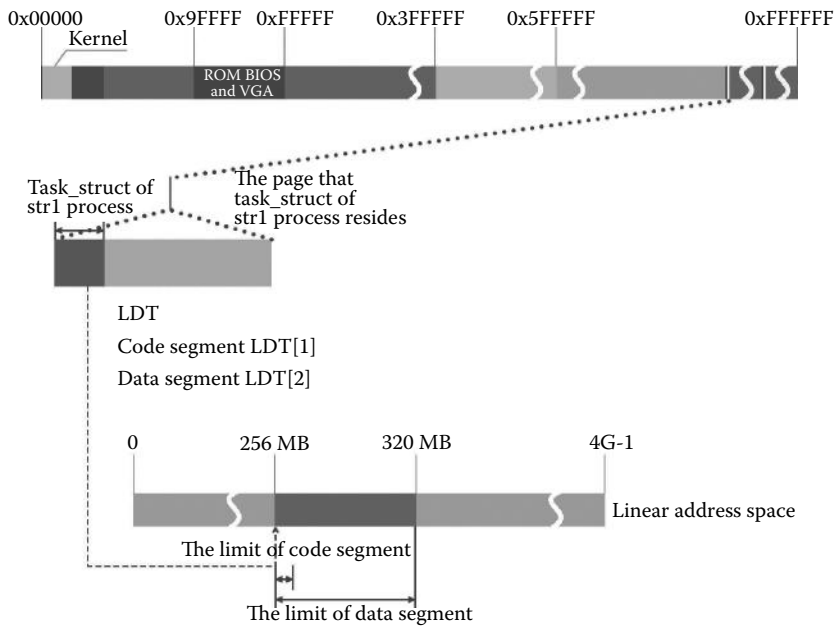 0x00000 0x9FFFF 0xFFFFF 0x3FFFFF 0x5FFFFF 0xFFFFFF
Kernel
ROM BIOS
and VGA
Task_struct of
str1 process
The page that
task_struct of
str1 process resides
LDT
Code segment LDT[1]
Data segment LDT[2]
0 256 MB 320 MB 4G-1
Linear address space
The limit of code segment
The limit of data segment